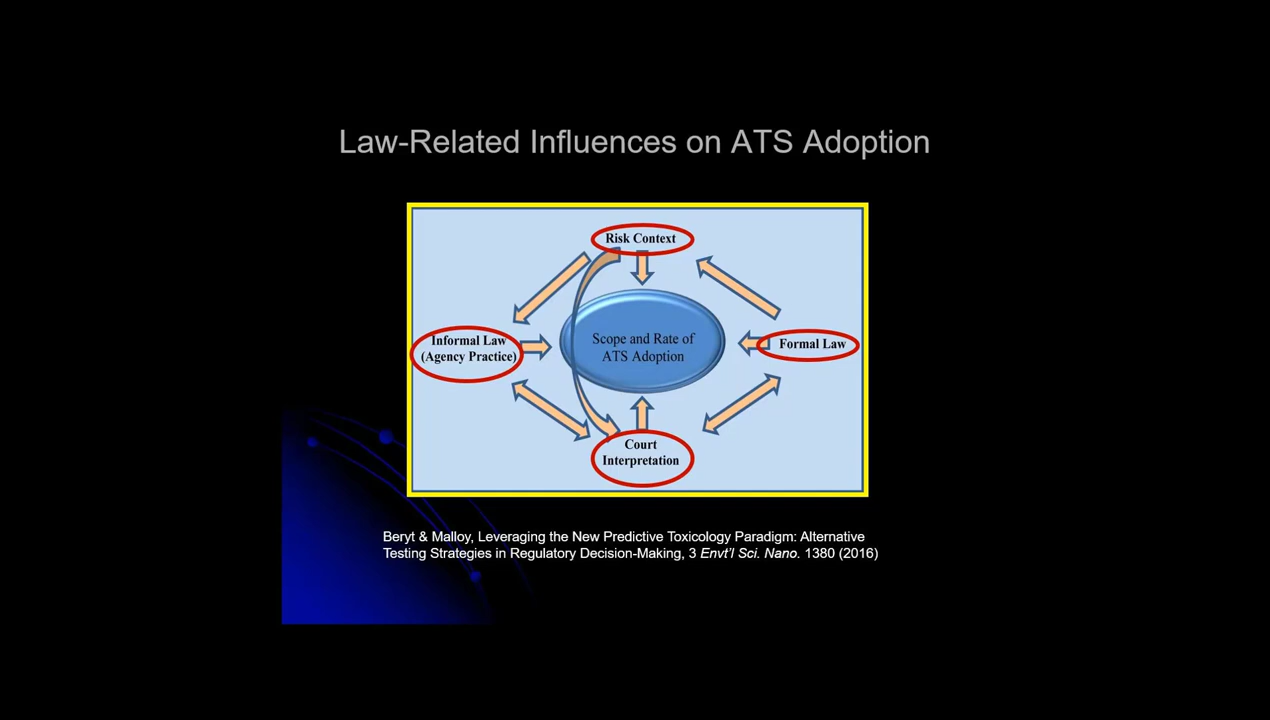 Law-Related Influences on ATS Adoption
Risk Context
Informal Law
(Agency Practice)
Scope and Rate of
ATS Adoption
Formal Law
Court
Interpretation
Beryt & Malloy, Leveraging the New Predictive Toxicology Paradigm: Alternative
Testing Strategies in Regulatory Decision-Making, 3 Envt’l Sci. Nano. 1380 (2016)